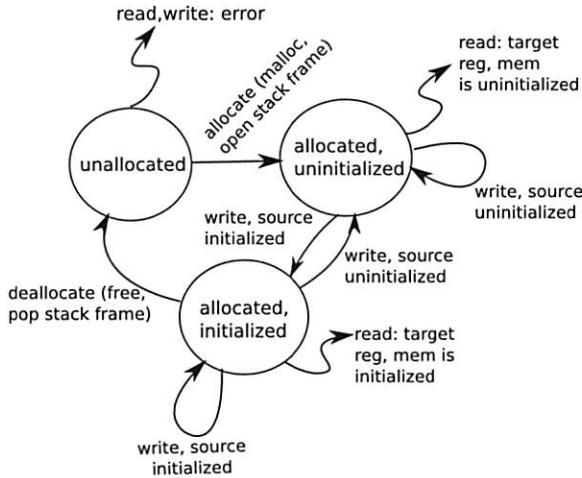 read,write: error
allocate (malloc,
open stack frame)
read: target
reg, mem
is uninitialized
unallocated
allocated,
uninitialized
write, source
uninitialized
write, source
initialized
write, source
uninitialized
deallocate (free,
pop stack frame)
allocated,
initialized
read: target
reg, mem is
initialized
write, source
initialized